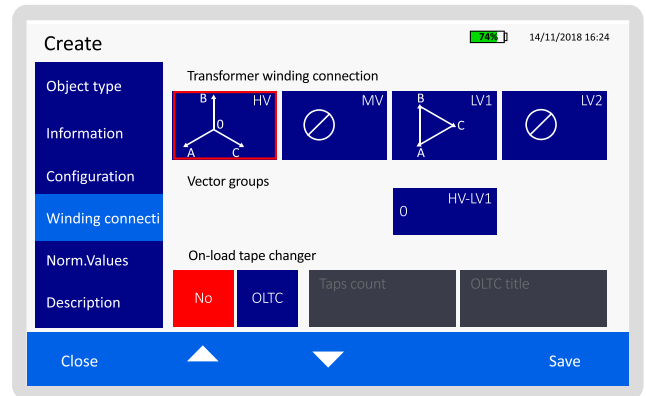 Create
74%
14/11/2018 16:24
Object type
Information
Configuration
Winding connecti
Norm.Values
Description
Transformer winding connection
B HV
0
A C
MV
B LV1
C
A
LV2
Vector groups
HV-LV1
0
On-load tape changer
No
OLTC
Taps count
OLTC title
Close
Save